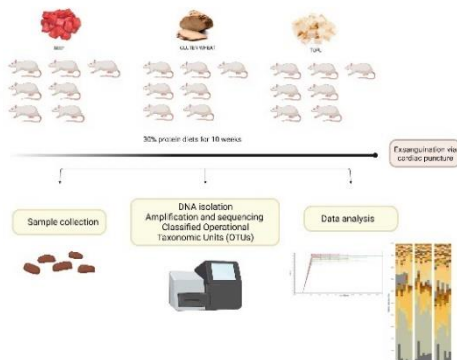 BEEF
GLUTEN WHEAT
TOFU
30% protein diets for 10 weeks
Exsanguination via
cardiac puncture
Sample collection
DNA isolation
Amplification and sequencing
Classified Operational
Taxonomic Units (OTUs)
Data analysis